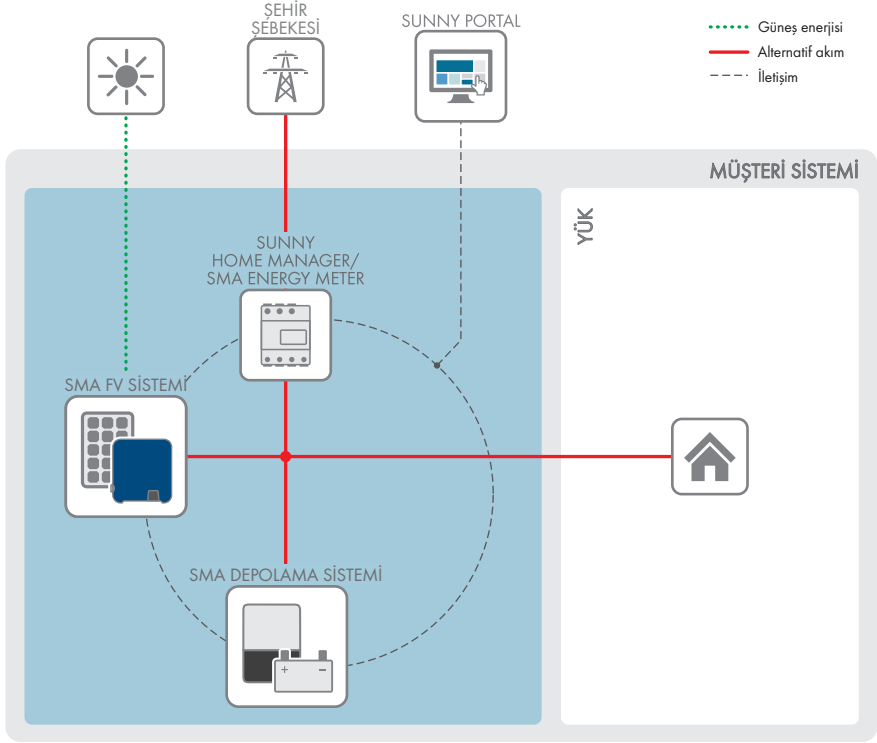 ŞEHİR
ŞEBEKESİ
SUNNY PORTAL
Güneş enerjisi
Alternatif akım
İletişim
MÜŞTERİ SİSTEMİ
YÜK
SUNNY
HOME MANAGER/
SMA ENERGY METER
SMA FV SİSTEMİ
SMA DEPOLAMA SİSTEMİ
+ −